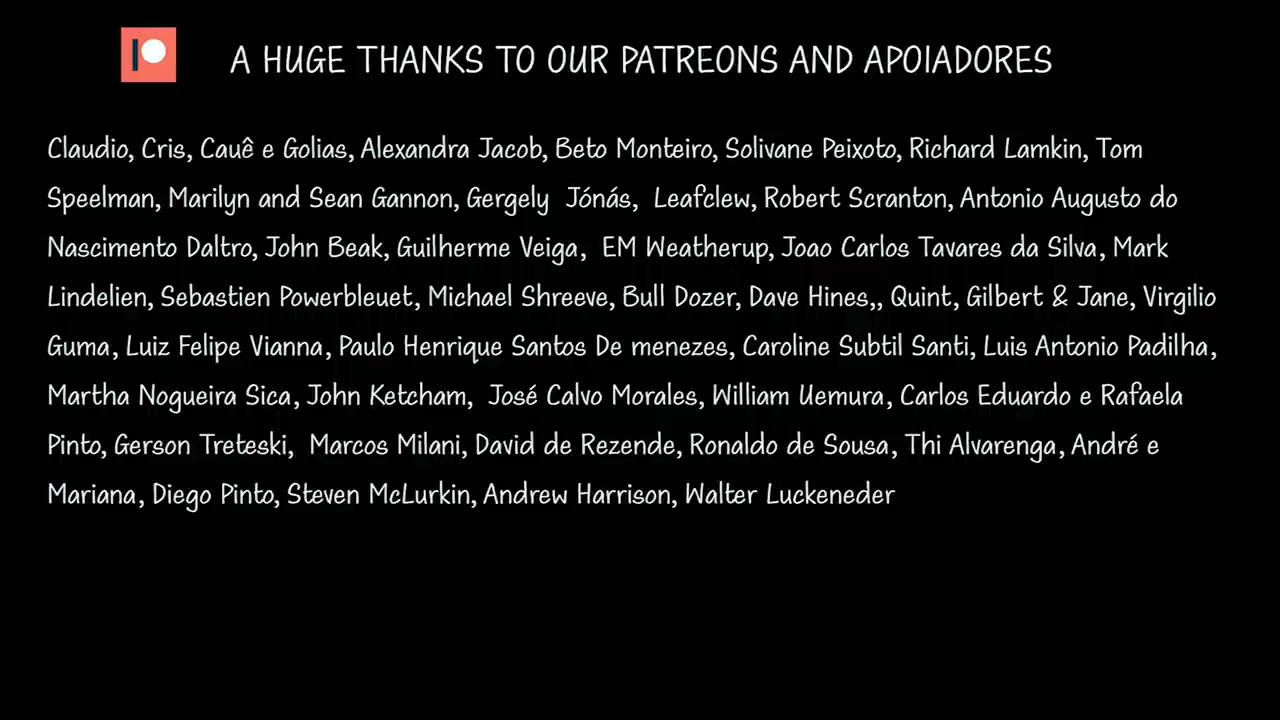 A HUGE THANKS TO OUR PATREONS AND APOIADORES
Claudio, Cris, Cauê e Golias, Alexandra Jacob, Beto Monteiro, Solivane Peixoto, Richard Lamkin, Tom
Speelman, Marilyn and Sean Gannon, Gergely  Jónás,  Leafclew, Robert Scranton, Antonio Augusto do
Nascimento Daltro, John Beak, Guilherme Veiga,  EM Weatherup, Joao Carlos Tavares da Silva, Mark
Lindelien, Sebastien Powerbleuet, Michael Shreeve, Bull Dozer, Dave Hines,, Quint, Gilbert & Jane, Virgilio
Guma, Luiz Felipe Vianna, Paulo Henrique Santos De menezes, Caroline Subtil Santi, Luis Antonio Padilha,
Martha Nogueira Sica, John Ketcham,  José Calvo Morales, William Uemura, Carlos Eduardo e Rafaela
Pinto, Gerson Treteski,  Marcos Milani, David de Rezende, Ronaldo de Sousa, Thi Alvarenga, André e
Mariana, Diego Pinto, Steven McLurkin, Andrew Harrison, Walter Luckeneder